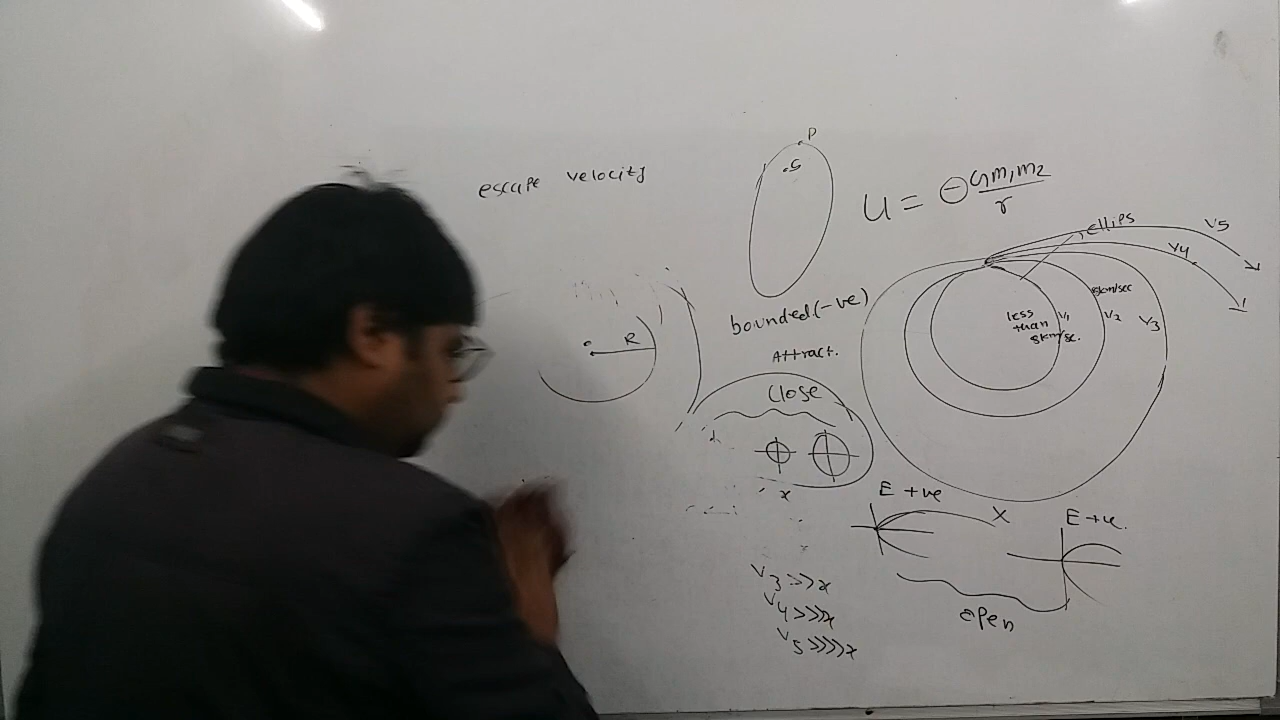 escape velocity
P
.S
U = ⊖ Gm₁m₂
r
Ellips
V5
V4
8km/sec
less
than
8km/sc.
V1
V2
V3
R
bounded(-ve)
Attract.
Close
x
E +ve
X
E +ve.
open
V3 >>x
V4 >>>x
V5 >>>>x